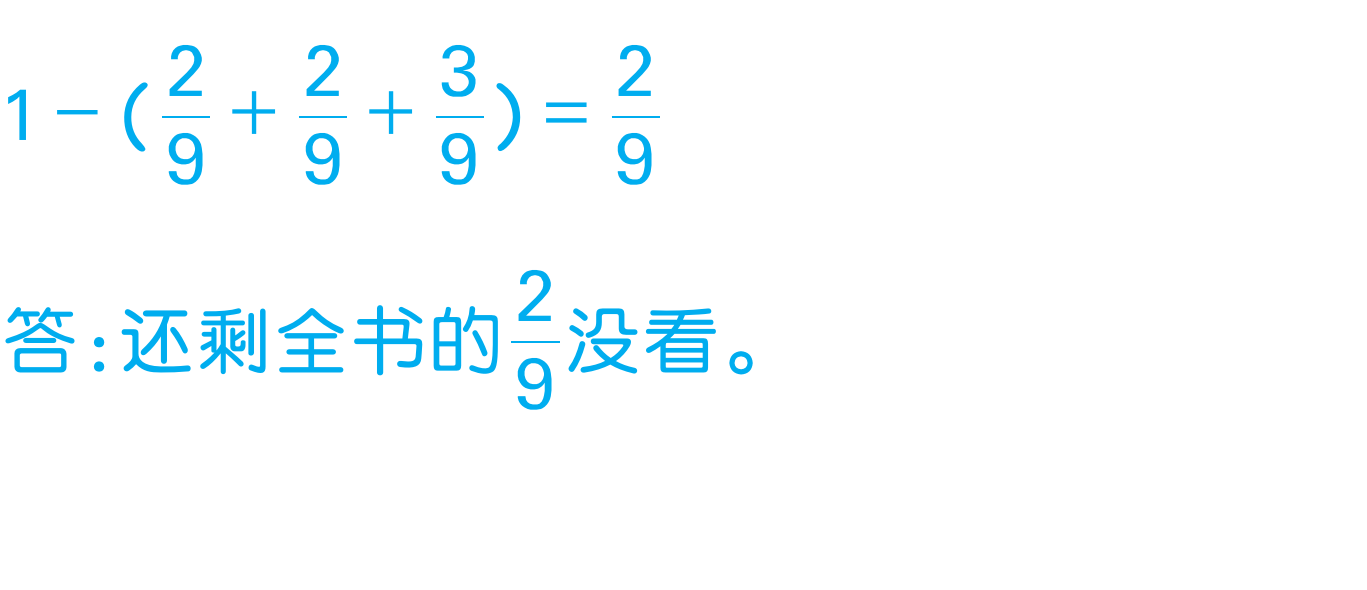 1 − (2/9 + 2/9 + 3/9) = 2/9
答：还剩全书的2/9没看。